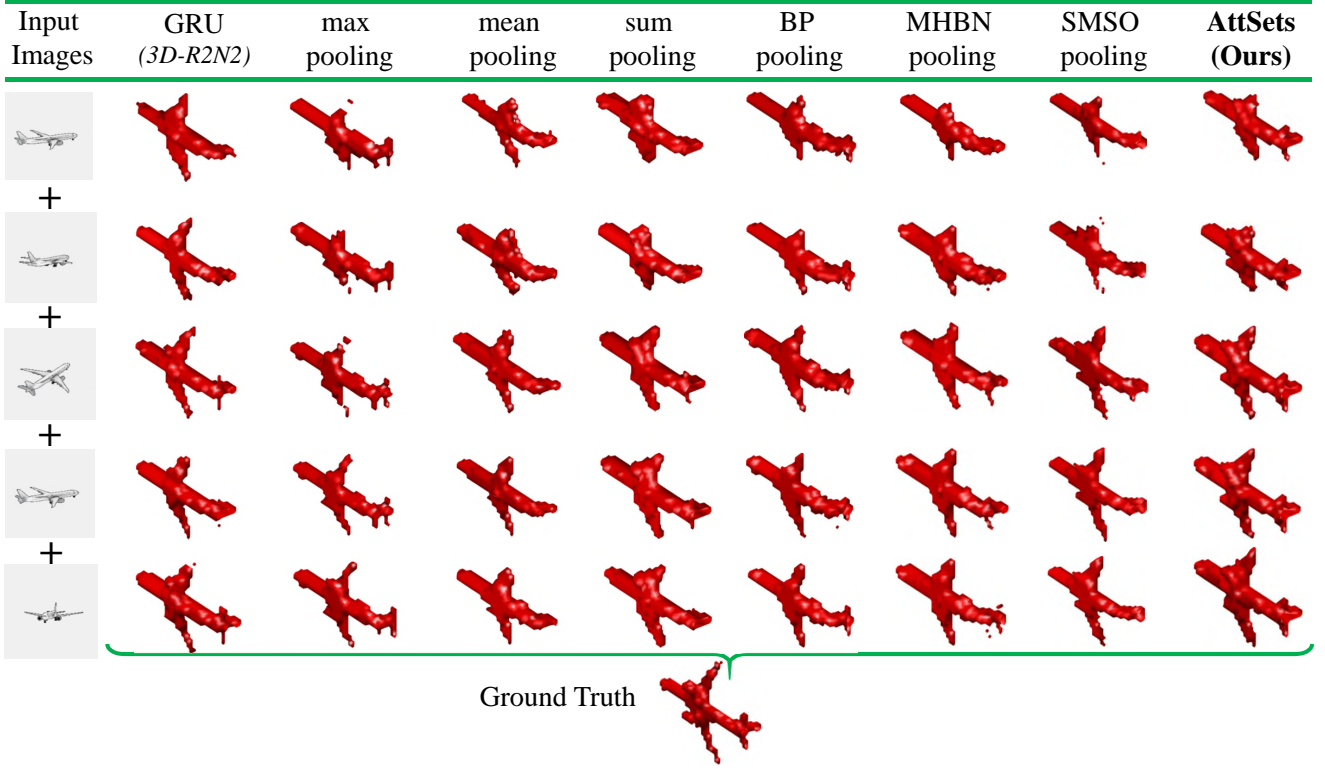 Input Images
GRU (3D-R2N2)
max pooling
mean pooling
sum pooling
BP pooling
MHBN pooling
SMSO pooling
AttSets (Ours)
+
+
+
+
Ground Truth